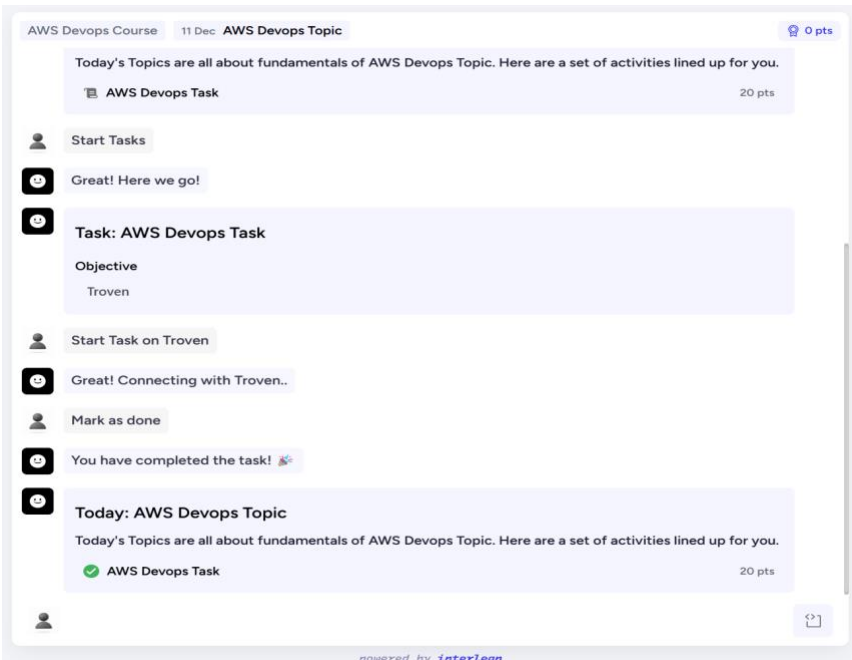 AWS Devops Course 11 Dec AWS Devops Topic 0 pts
Today's Topics are all about fundamentals of AWS Devops Topic. Here are a set of activities lined up for you.
AWS Devops Task 20 pts
Start Tasks
Great! Here we go!
Task: AWS Devops Task
Objective
Troven
Start Task on Troven
Great! Connecting with Troven..
Mark as done
You have completed the task! 🎉
Today: AWS Devops Topic
Today's Topics are all about fundamentals of AWS Devops Topic. Here are a set of activities lined up for you.
AWS Devops Task 20 pts
powered by interleap